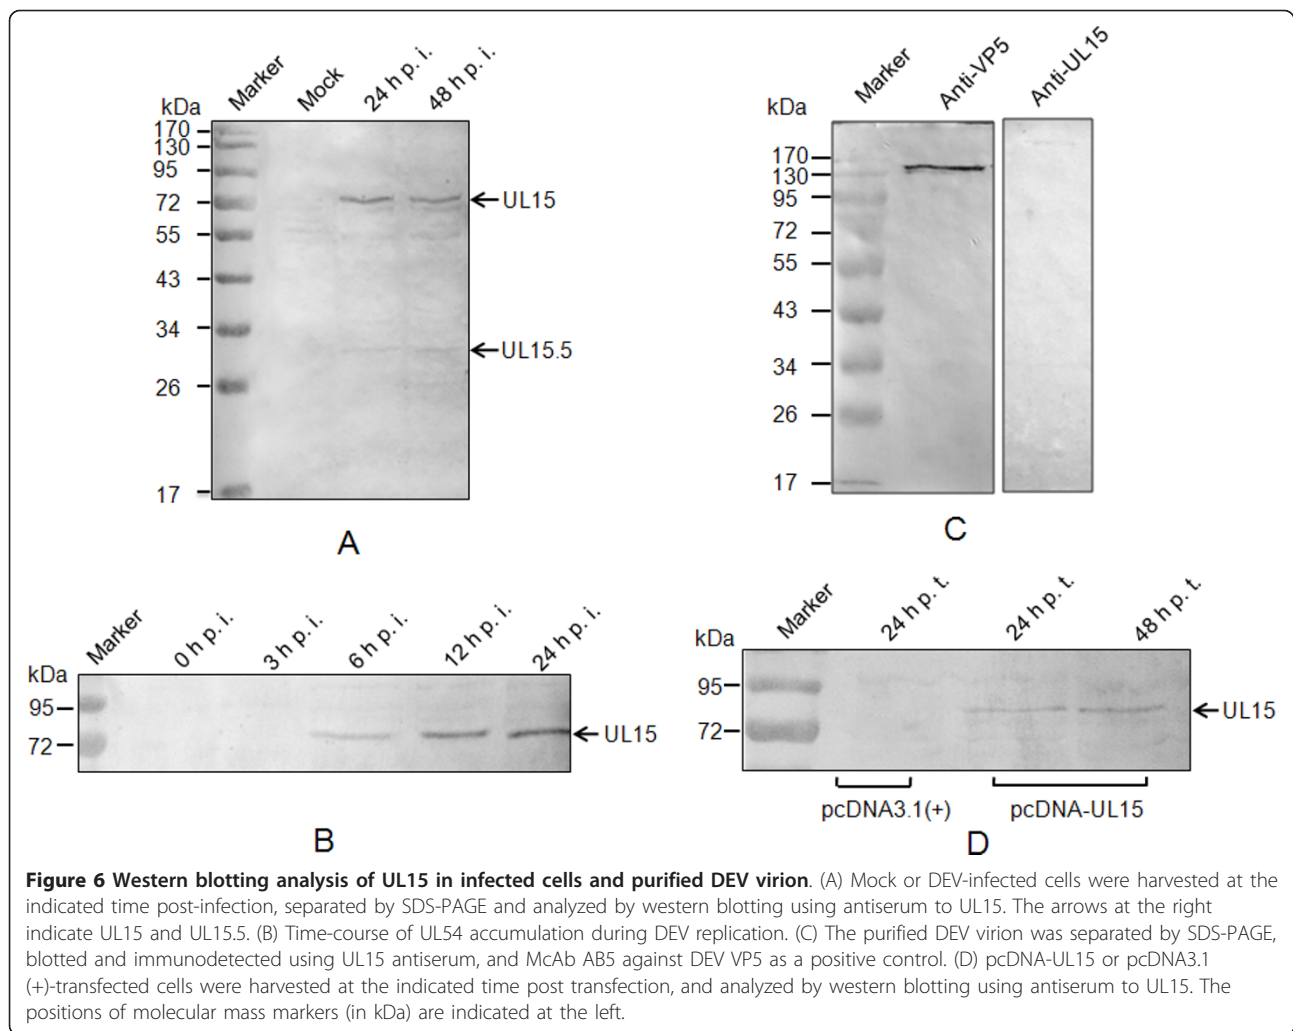 Marker
Mock
24 h p. i.
48 h p. i.
kDa
170
130
95
72
55
43
34
26
17
UL15
UL15.5
A
Marker
Anti-VP5
Anti-UL15
kDa
170
130
95
72
55
43
34
26
17
C
Marker
0 h p. i.
3 h p. i.
6 h p. i.
12 h p. i.
24 h p. i.
kDa
95
72
UL15
B
Marker
24 h p. t.
24 h p. t.
48 h p. t.
kDa
95
72
UL15
pcDNA3.1(+)
pcDNA-UL15
D
Figure 6 Western blotting analysis of UL15 in infected cells and purified DEV virion. (A) Mock or DEV-infected cells were harvested at the
indicated time post-infection, separated by SDS-PAGE and analyzed by western blotting using antiserum to UL15. The arrows at the right
indicate UL15 and UL15.5. (B) Time-course of UL54 accumulation during DEV replication. (C) The purified DEV virion was separated by SDS-PAGE,
blotted and immunodetected using UL15 antiserum, and McAb AB5 against DEV VP5 as a positive control. (D) pcDNA-UL15 or pcDNA3.1
(+)-transfected cells were harvested at the indicated time post transfection, and analyzed by western blotting using antiserum to UL15. The
positions of molecular mass markers (in kDa) are indicated at the left.